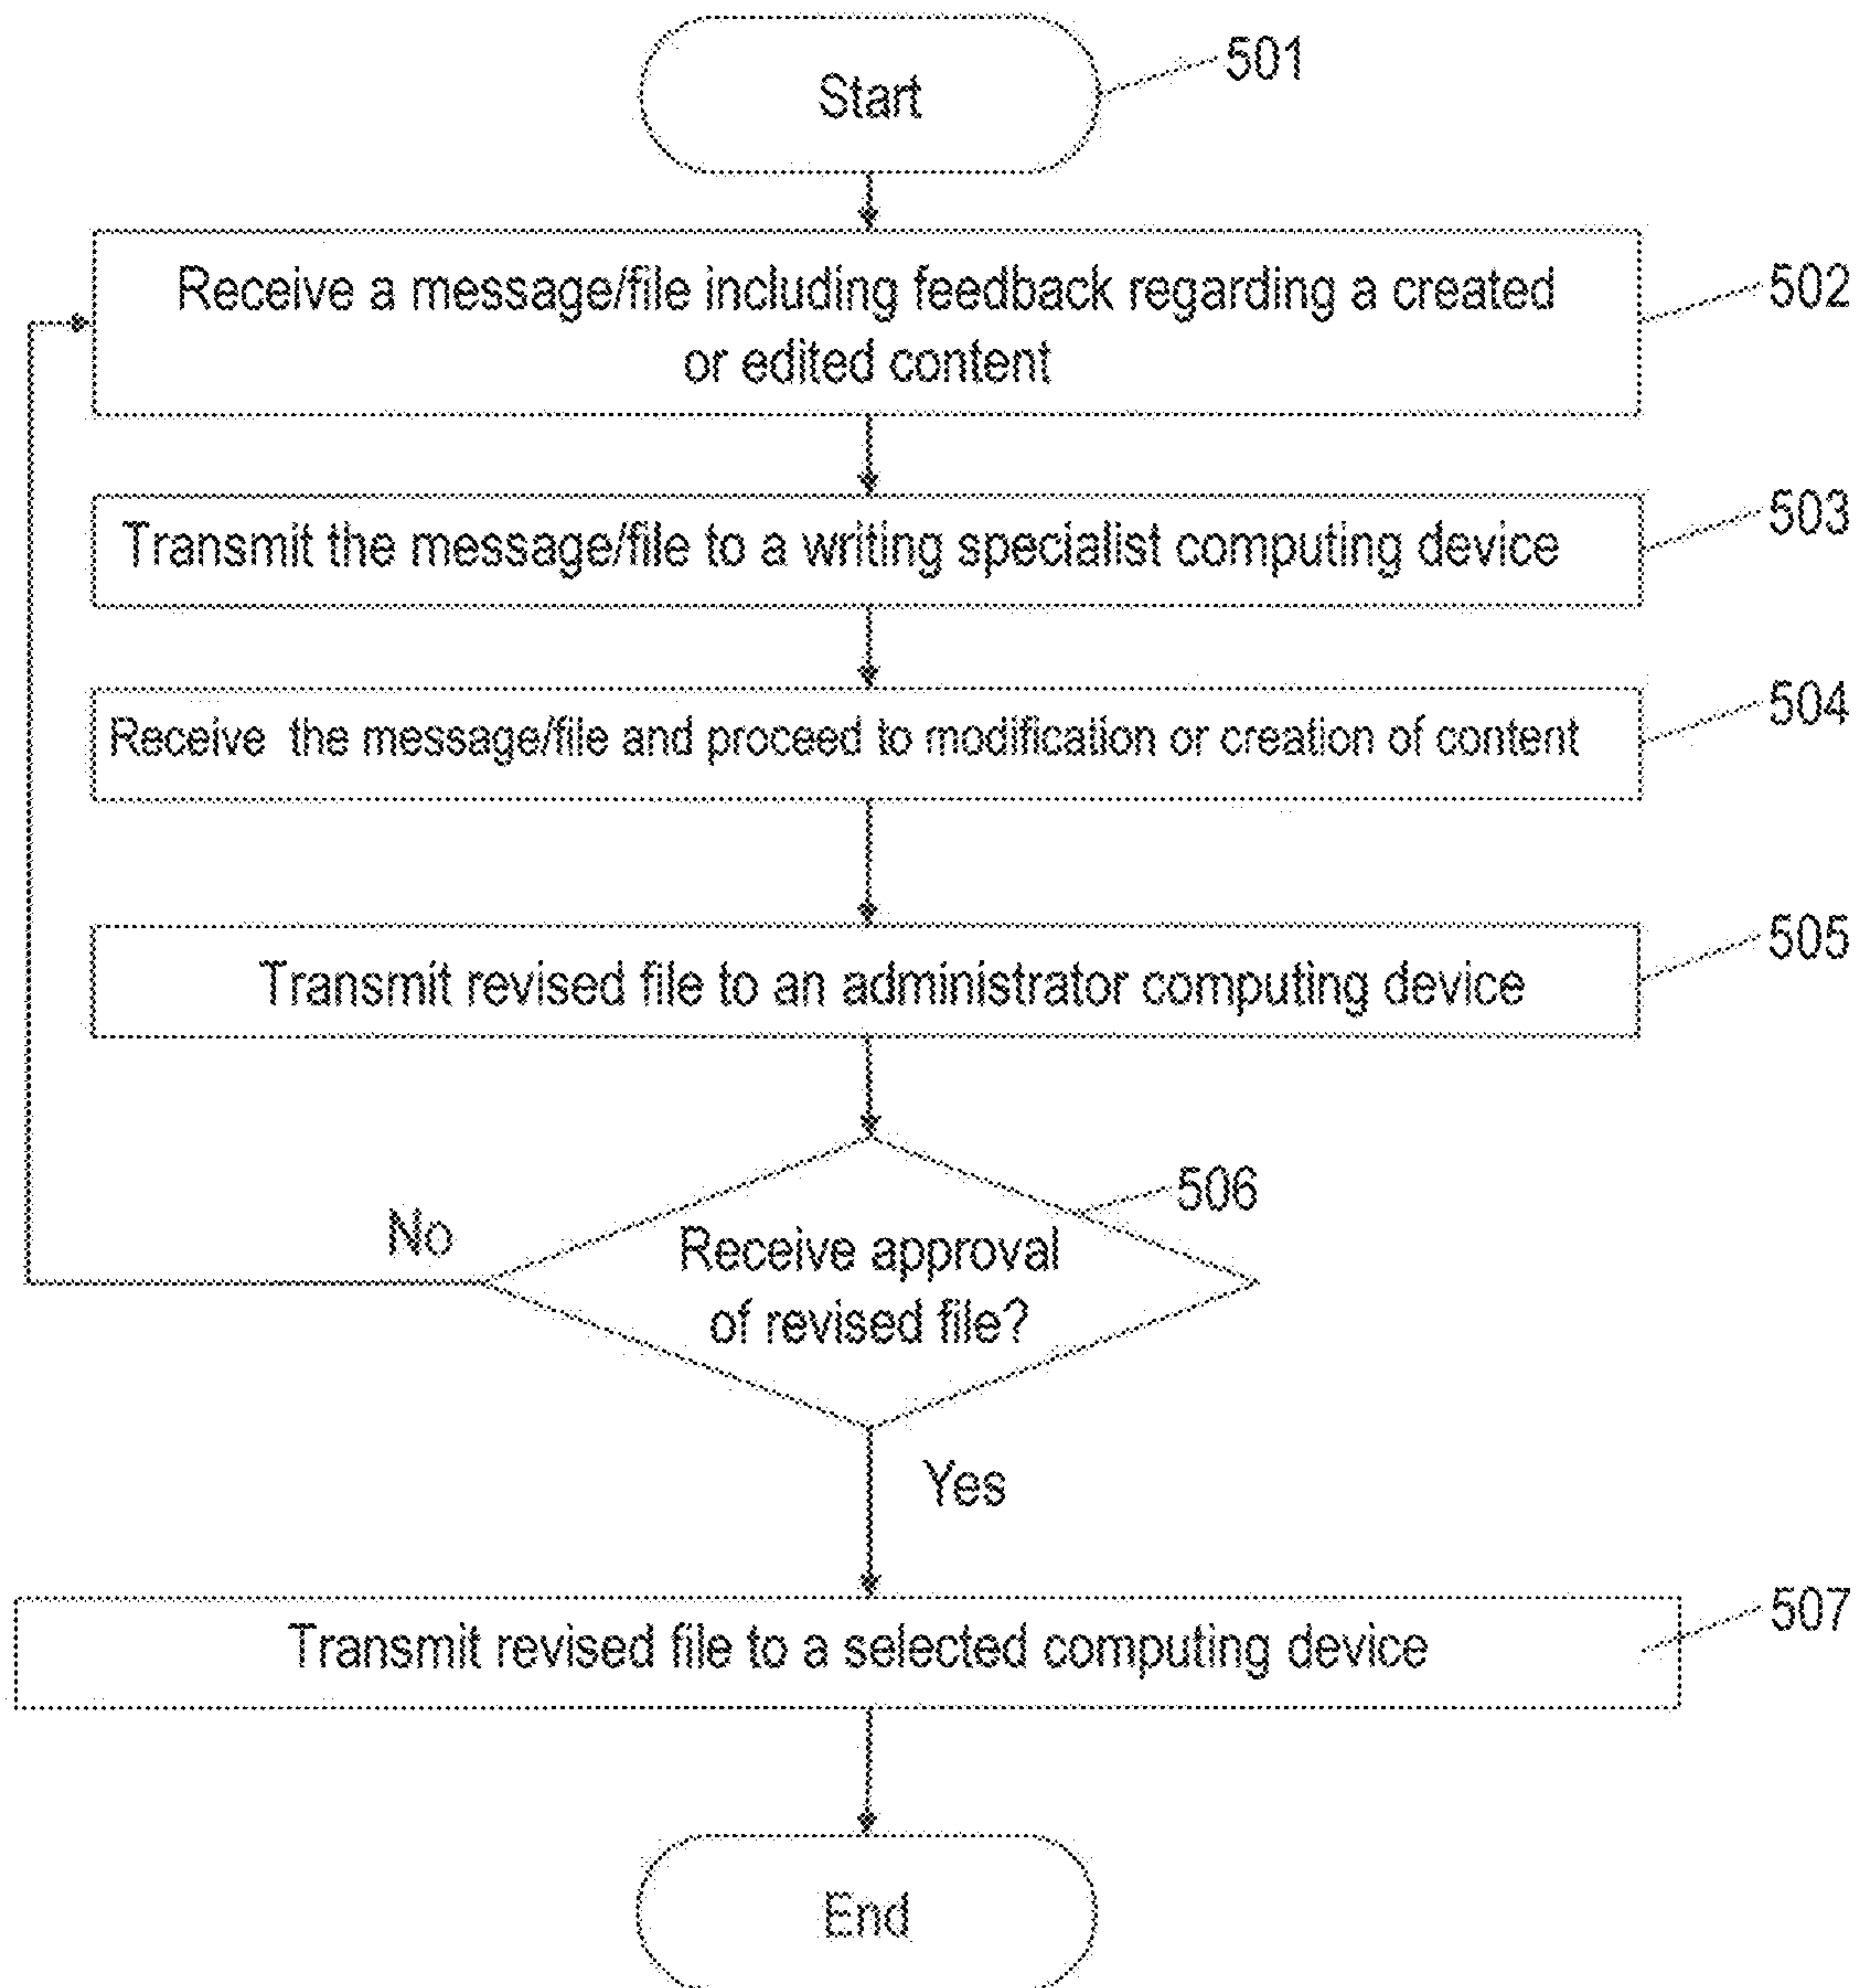 Start
501
Receive a message/file including feedback regarding a created
or edited content
502
Transmit the message/file to a writing specialist computing device
503
Receive the message/file and proceed to modification or creation of content
504
Transmit revised file to an administrator computing device
505
Receive approval
of revised file?
506
No
Yes
Transmit revised file to a selected computing device
507
End